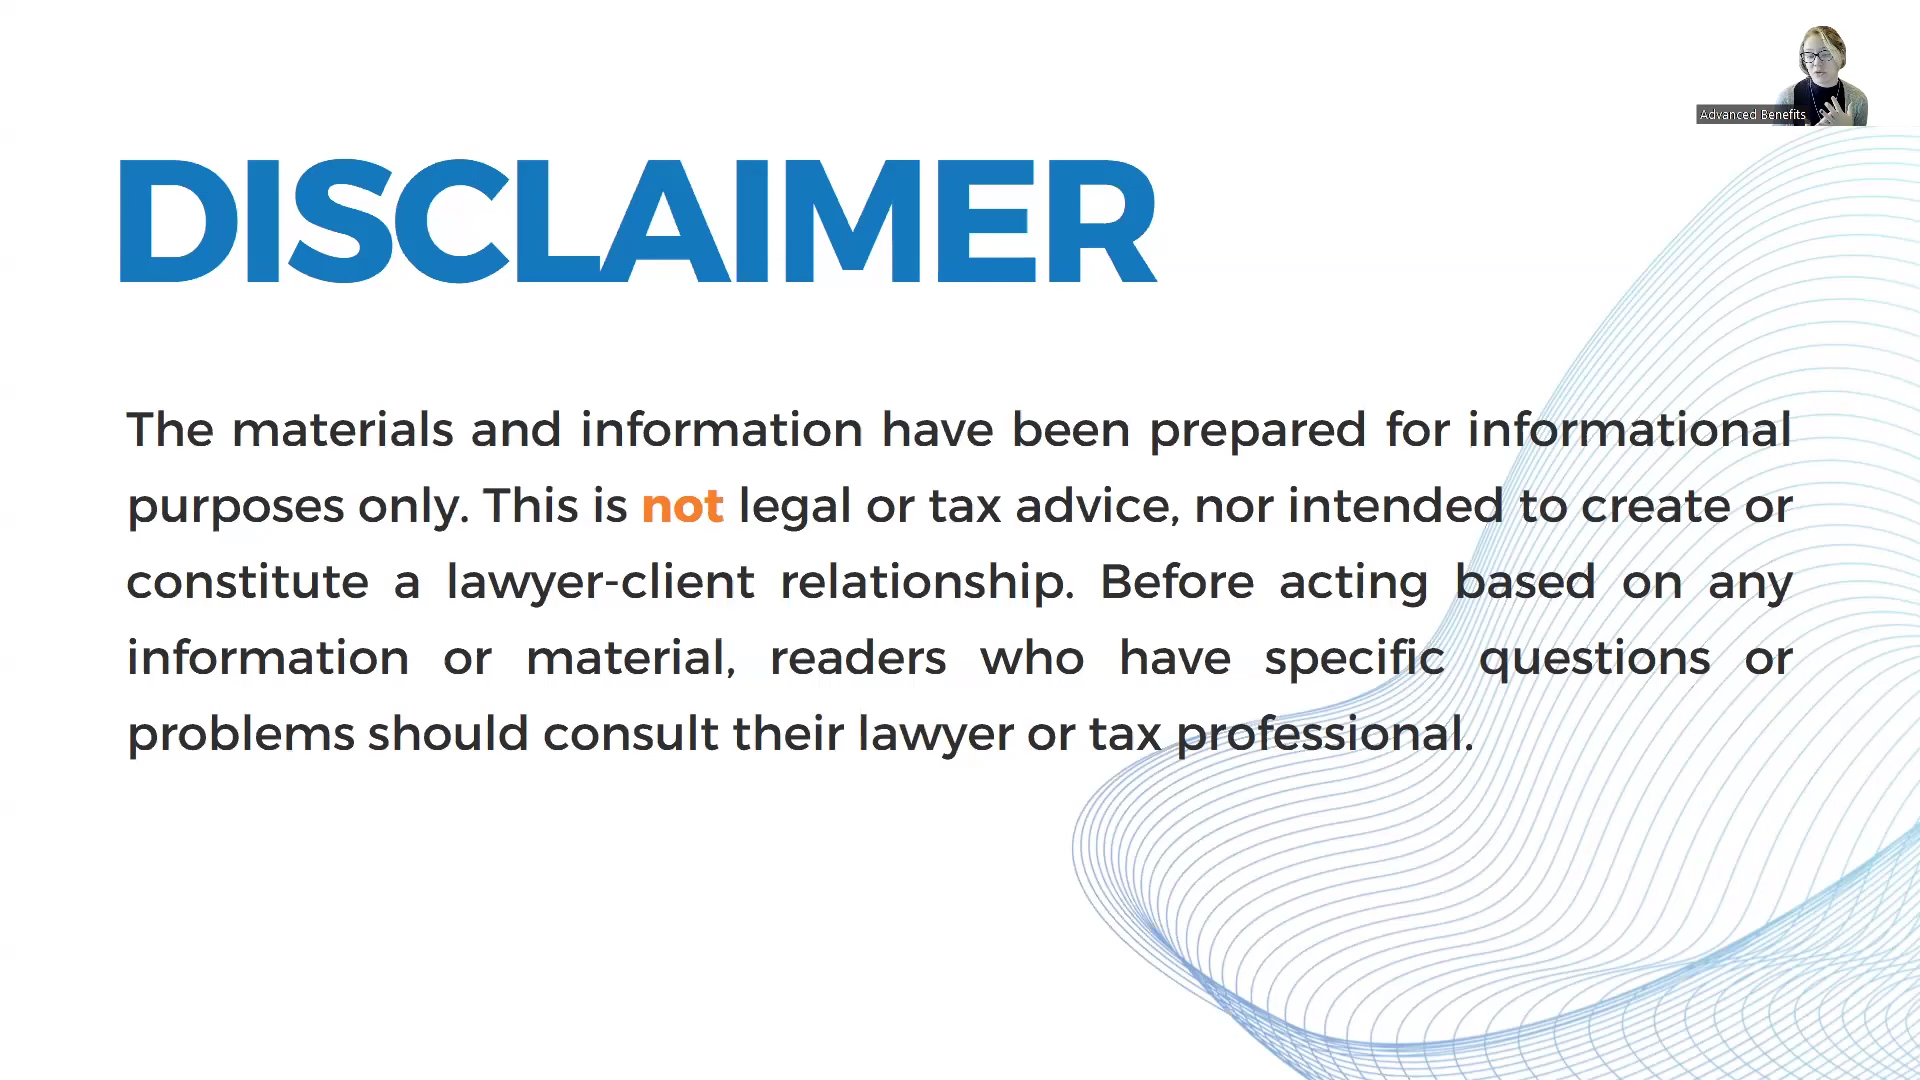 Advanced Benefits
DISCLAIMER
The materials and information have been prepared for informational
purposes only. This is not legal or tax advice, nor intended to create or
constitute a lawyer-client relationship. Before acting based on any
information or material, readers who have specific questions or
problems should consult their lawyer or tax professional.